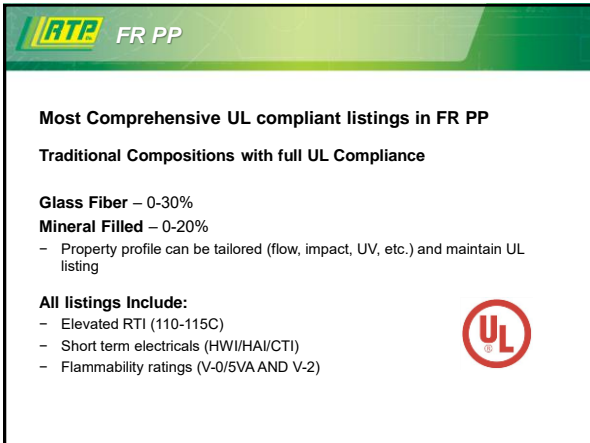 RTP FR PP
Most Comprehensive UL compliant listings in FR PP
Traditional Compositions with full UL Compliance
Glass Fiber – 0-30%
Mineral Filled – 0-20%
− Property profile can be tailored (flow, impact, UV, etc.) and maintain UL
listing
All listings Include:
− Elevated RTI (110-115C)
− Short term electricals (HWI/HAI/CTI)
− Flammability ratings (V-0/5VA AND V-2)
UL
®